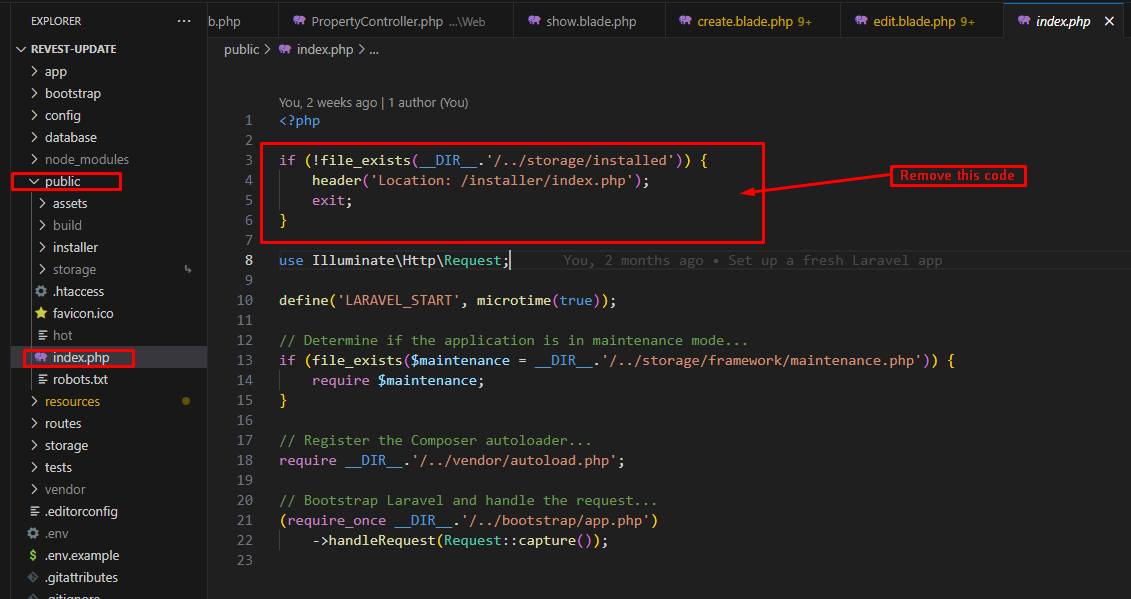 EXPLORER ...
b.php PropertyController.php ...\Web show.blade.php create.blade.php 9+ edit.blade.php 9+ index.php
REVEST-UPDATE
app
bootstrap
config
database
node_modules
public
assets
build
installer
storage
.htaccess
favicon.ico
hot
index.php
robots.txt
resources
routes
storage
tests
vendor
.editorconfig
.env
.env.example
.gitattributes
.gitignore
public > index.php > ...
You, 2 weeks ago | 1 author (You)
1 <?php
2
3 if (!file_exists(__DIR__.'/../storage/installed')) {
4 header('Location: /installer/index.php');
5 exit;
6 }
7
8 use Illuminate\Http\Request; You, 2 months ago • Set up a fresh Laravel app
9
10 define('LARAVEL_START', microtime(true));
11
12 // Determine if the application is in maintenance mode...
13 if (file_exists($maintenance = __DIR__.'/../storage/framework/maintenance.php')) {
14 require $maintenance;
15 }
16
17 // Register the Composer autoloader...
18 require __DIR__.'/../vendor/autoload.php';
19
20 // Bootstrap Laravel and handle the request...
21 (require_once __DIR__.'/../bootstrap/app.php')
22 ->handleRequest(Request::capture());
23
Remove this code